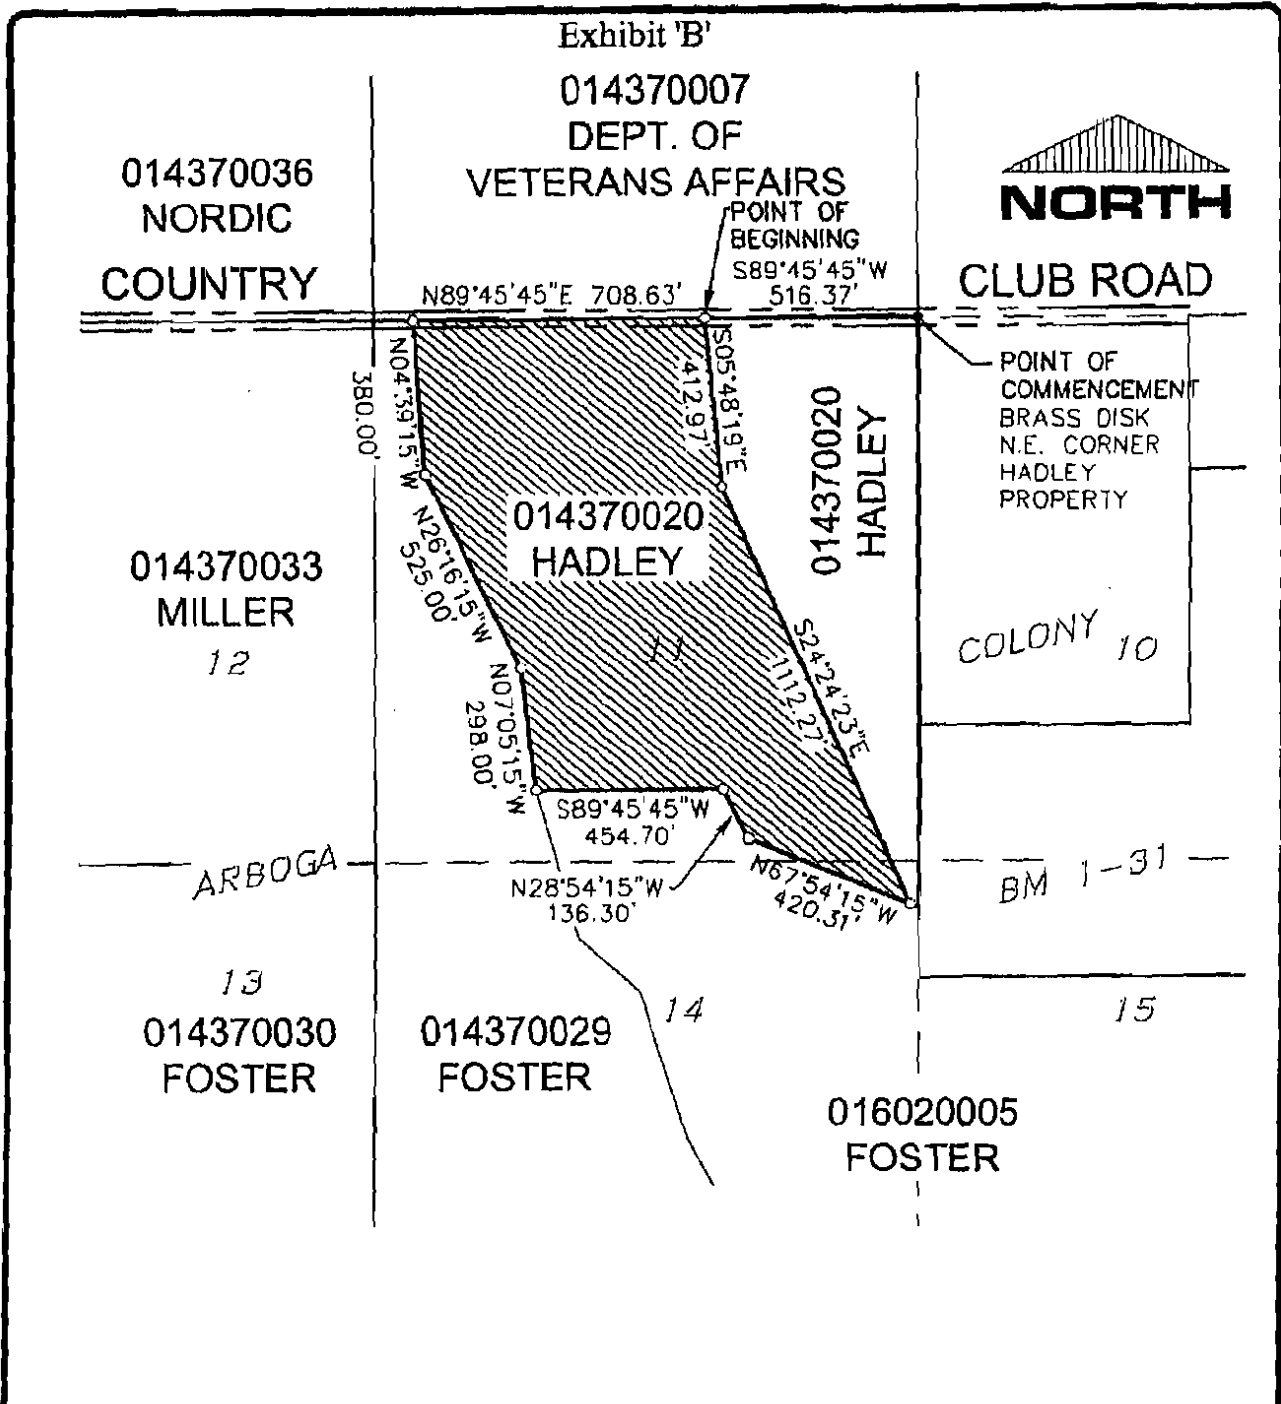 Exhibit 'B'
014370007
DEPT. OF
VETERANS AFFAIRS
014370036
NORDIC
NORTH
POINT OF
BEGINNING
S89°45'45"W
516.37'
COUNTRY
N89°45'45"E 708.63'
CLUB ROAD
POINT OF
COMMENCEMENT
BRASS DISK
N.E. CORNER
HADLEY
PROPERTY
N04°39'15"W
380.00'
S05°48'19"E
412.97'
014370020
HADLEY
014370020
HADLEY
N26°16'15"W
525.00'
014370033
MILLER
12
11
COLONY 10
S24°24'23"E
1112.27'
N07°05'15"W
298.00'
S89°45'45"W
454.70'
ARBOGA
N28°54'15"W
136.30'
N67°54'15"W
420.31'
BM 1-31
13
014370030
FOSTER
014370029
FOSTER
14
15
016020005
FOSTER